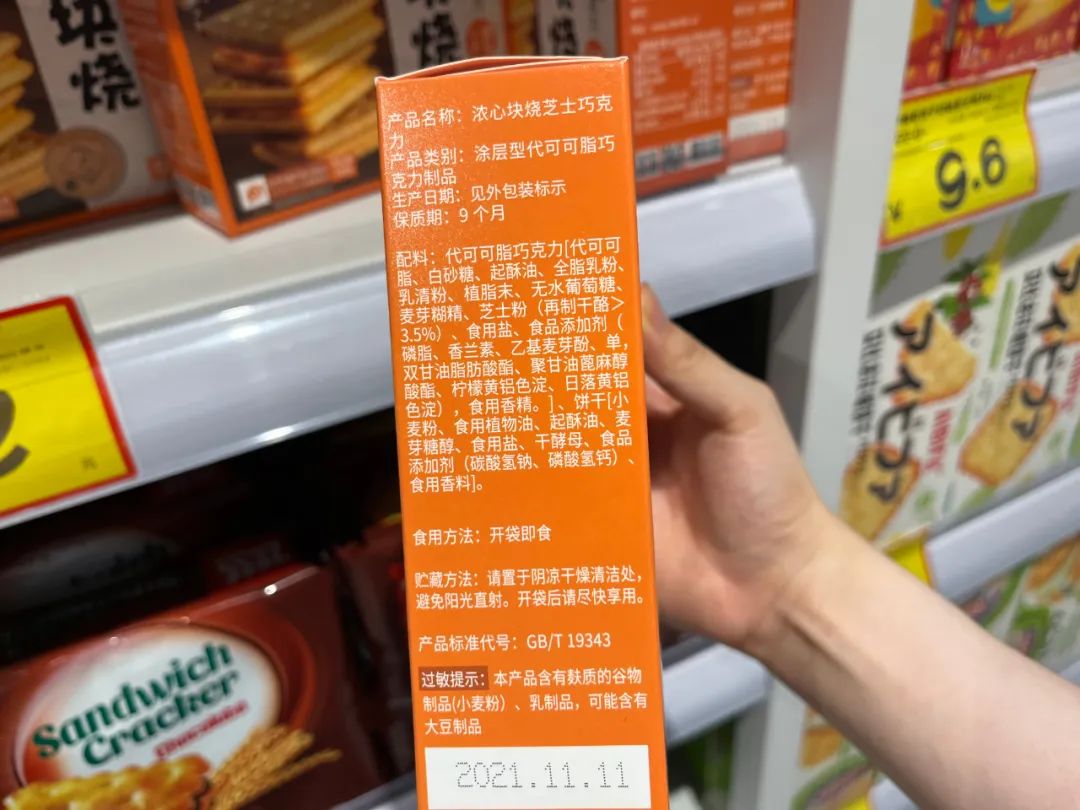 产品名称：浓心块烧芝士巧克
力
产品类别：涂层型代可可脂巧
克力制品
生产日期：见外包装标示
保质期：9个月
配料：代可可脂巧克力[代可可
脂、白砂糖、起酥油、全脂乳粉、
乳清粉、植脂末、无水葡萄糖、
麦芽糊精、芝士粉（再制干酪＞
3.5%）、食用盐、食品添加剂（
磷脂、香兰素、乙基麦芽酚、单，
双甘油脂肪酸酯、聚甘油蓖麻醇
酸酯、柠檬黄铝色淀、日落黄铝
色淀），食用香精。]、饼干[小
麦粉、食用植物油、起酥油、麦
芽糖醇、食用盐、干酵母、食品
添加剂（碳酸氢钠、磷酸氢钙）、
食用香料]。
食用方法：开袋即食
贮藏方法：请置于阴凉干燥清洁处，
避免阳光直射。开袋后请尽快享用。
产品标准代号：GB/T 19343
过敏提示：本产品含有麸质的谷物
制品(小麦粉）、乳制品，可能含有
大豆制品
2021.11.11
块烧
烧
9.6
Sandwich
Cracker
アイピコア